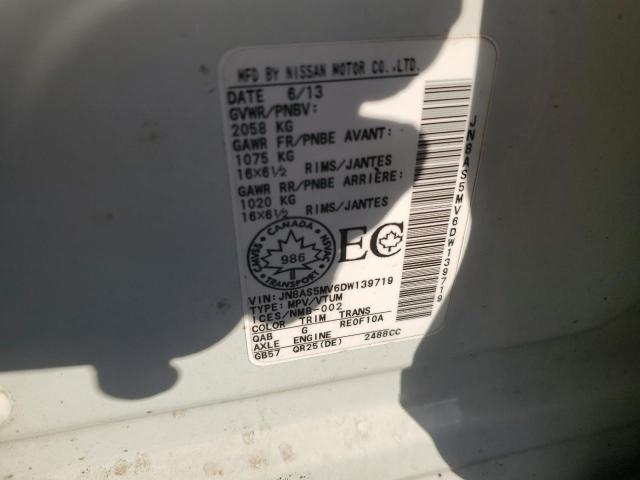 MFD BY NISSAN MOTOR CO.,LTD.
DATE 6/13
GVWR/PNBV:
2058 KG
GAWR FR/PNBE AVANT:
1075 KG
16×6½ RIMS/JANTES
GAWR RR/PNBE ARRIÈRE:
1020 KG
16×6½ RIMS/JANTES
CANADA
986
NSVAC
SVMAC
EC
VIN: JN8AS5MV6DW139719
TYPE: MPV/VTUM
ICES/NMB-002
COLOR TRIM TRANS
QAB G RE0F10A
AXLE ENGINE
GB57 QR25(DE) 2488CC
JN8AS5MV6DW139719